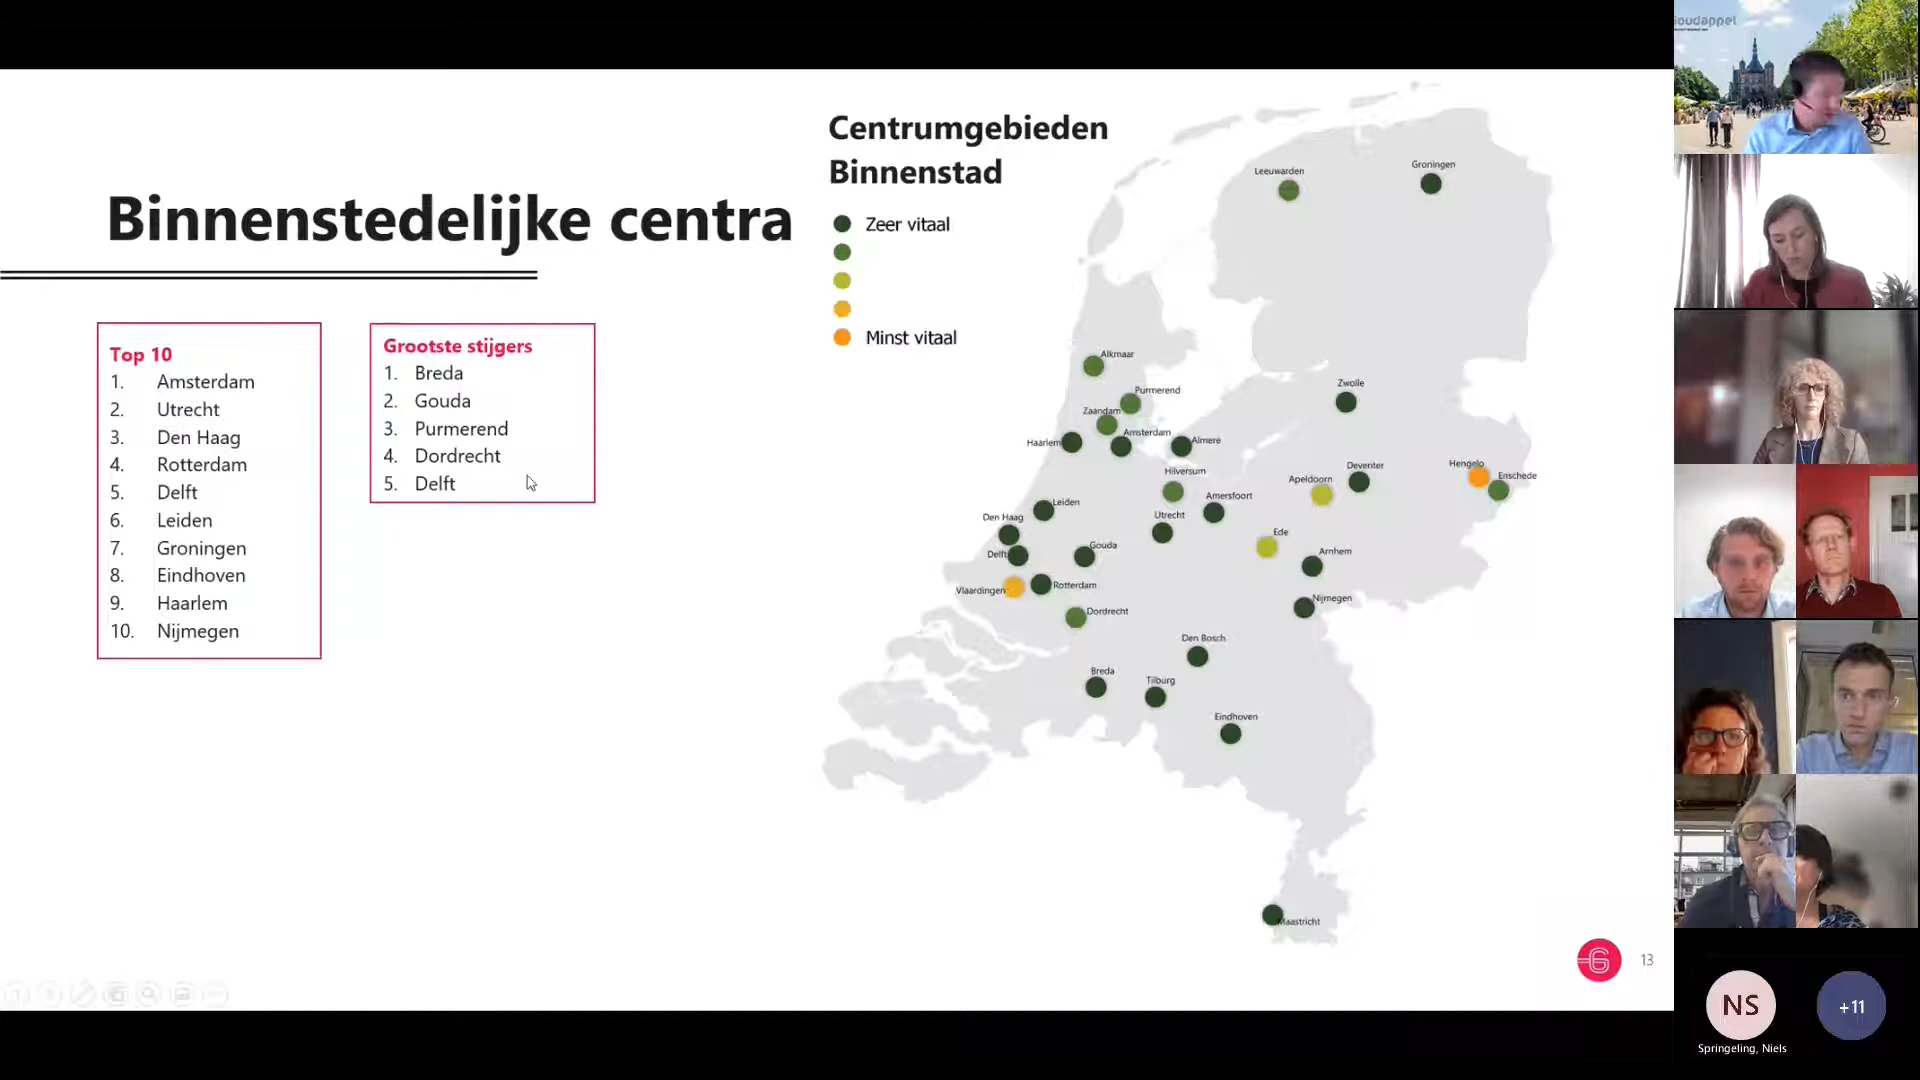 Binnenstedelijke centra
Top 10
1. Amsterdam
2. Utrecht
3. Den Haag
4. Rotterdam
5. Delft
6. Leiden
7. Groningen
8. Eindhoven
9. Haarlem
10. Nijmegen
Grootste stijgers
1. Breda
2. Gouda
3. Purmerend
4. Dordrecht
5. Delft
Centrumgebieden
Binnenstad
Zeer vitaal
Minst vitaal
Leeuwarden
Groningen
Alkmaar
Purmerend
Zaandam
Haarlem
Amsterdam
Almere
Zwolle
Hilversum
Amersfoort
Utrecht
Apeldoorn
Deventer
Hengelo
Enschede
Leiden
Den Haag
Delft
Gouda
Ede
Arnhem
Vlaardingen
Rotterdam
Dordrecht
Nijmegen
Den Bosch
Breda
Tilburg
Eindhoven
Maastricht
13
oudappel
NS
+11
Springeling, Niels